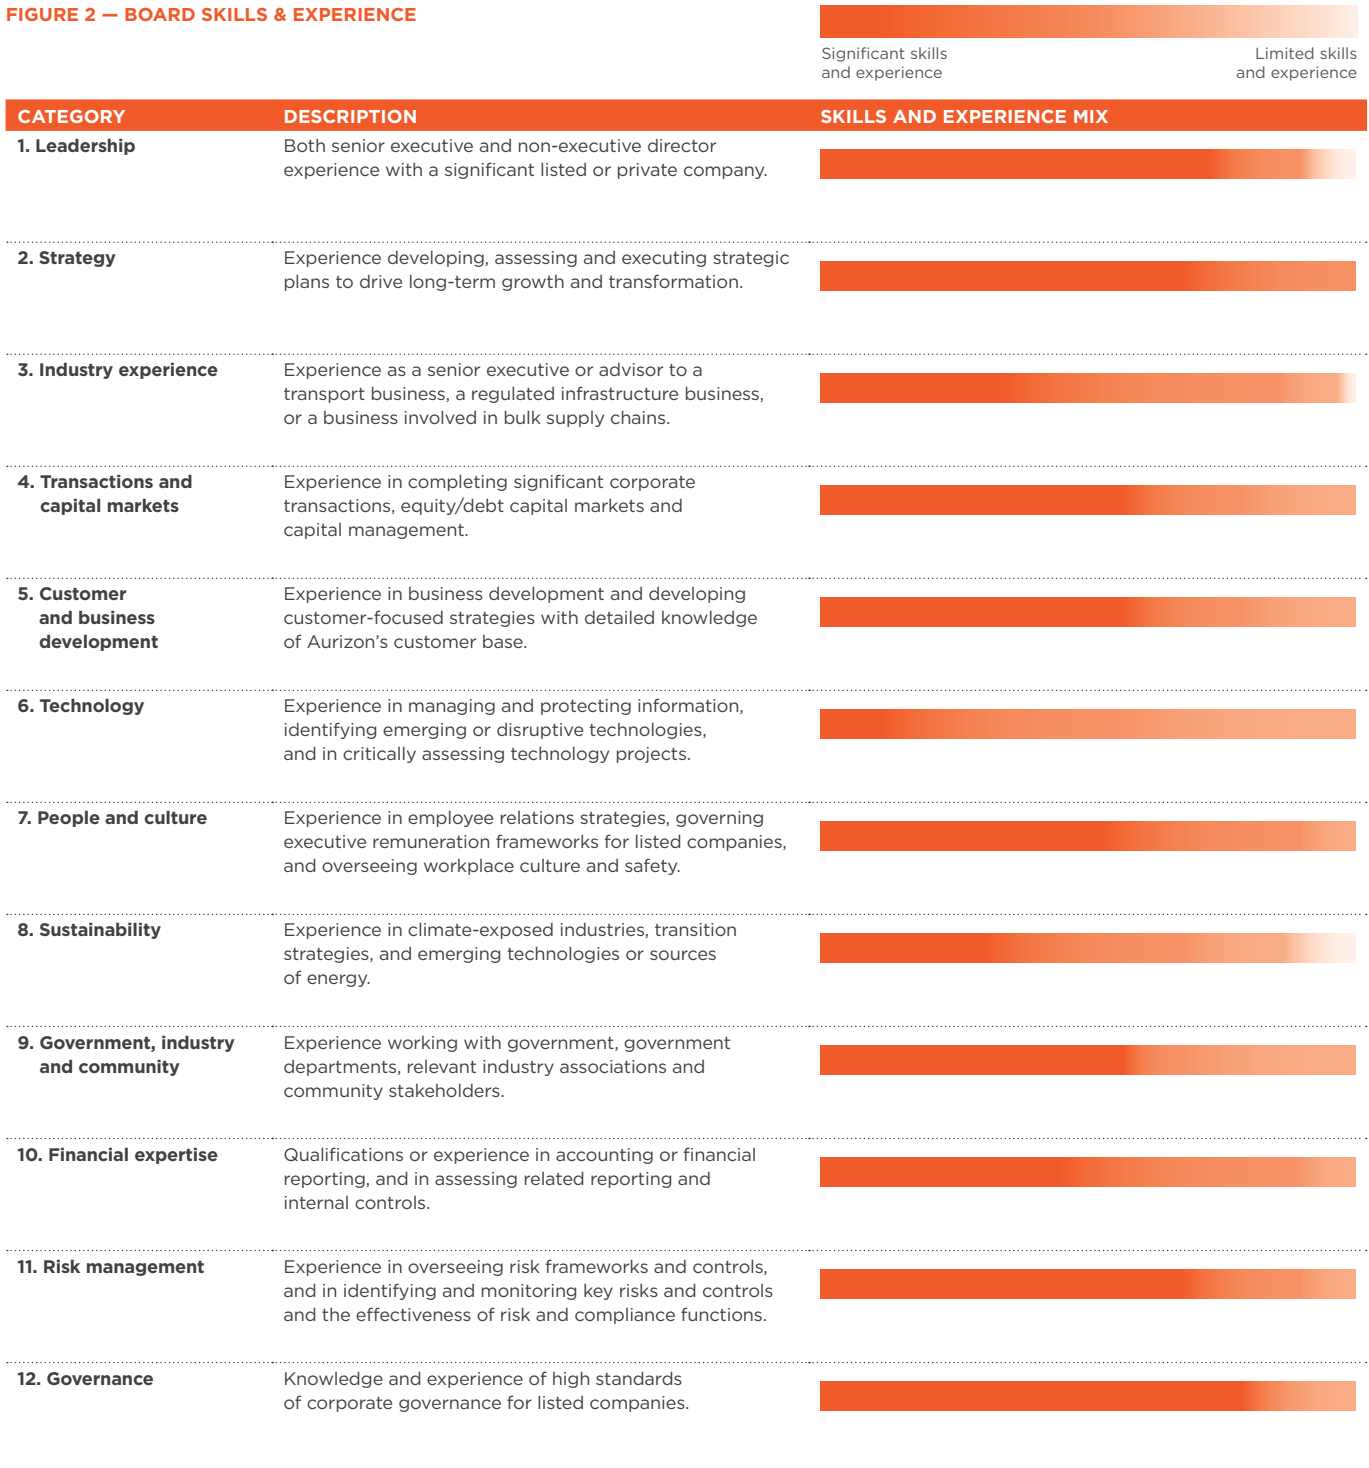 FIGURE 2 — BOARD SKILLS & EXPERIENCE
Significant skills
and experience
Limited skills
and experience
CATEGORY DESCRIPTION SKILLS AND EXPERIENCE MIX
1. Leadership
Both senior executive and non-executive director
experience with a significant listed or private company.
2. Strategy
Experience developing, assessing and executing strategic
plans to drive long-term growth and transformation.
3. Industry experience
Experience as a senior executive or advisor to a
transport business, a regulated infrastructure business,
or a business involved in bulk supply chains.
4. Transactions and
capital markets
Experience in completing significant corporate
transactions, equity/debt capital markets and
capital management.
5. Customer
and business
development
Experience in business development and developing
customer-focused strategies with detailed knowledge
of Aurizon’s customer base.
6. Technology
Experience in managing and protecting information,
identifying emerging or disruptive technologies,
and in critically assessing technology projects.
7. People and culture
Experience in employee relations strategies, governing
executive remuneration frameworks for listed companies,
and overseeing workplace culture and safety.
8. Sustainability
Experience in climate-exposed industries, transition
strategies, and emerging technologies or sources
of energy.
9. Government, industry
and community
Experience working with government, government
departments, relevant industry associations and
community stakeholders.
10. Financial expertise
Qualifications or experience in accounting or financial
reporting, and in assessing related reporting and
internal controls.
11. Risk management
Experience in overseeing risk frameworks and controls,
and in identifying and monitoring key risks and controls
and the effectiveness of risk and compliance functions.
12. Governance
Knowledge and experience of high standards
of corporate governance for listed companies.